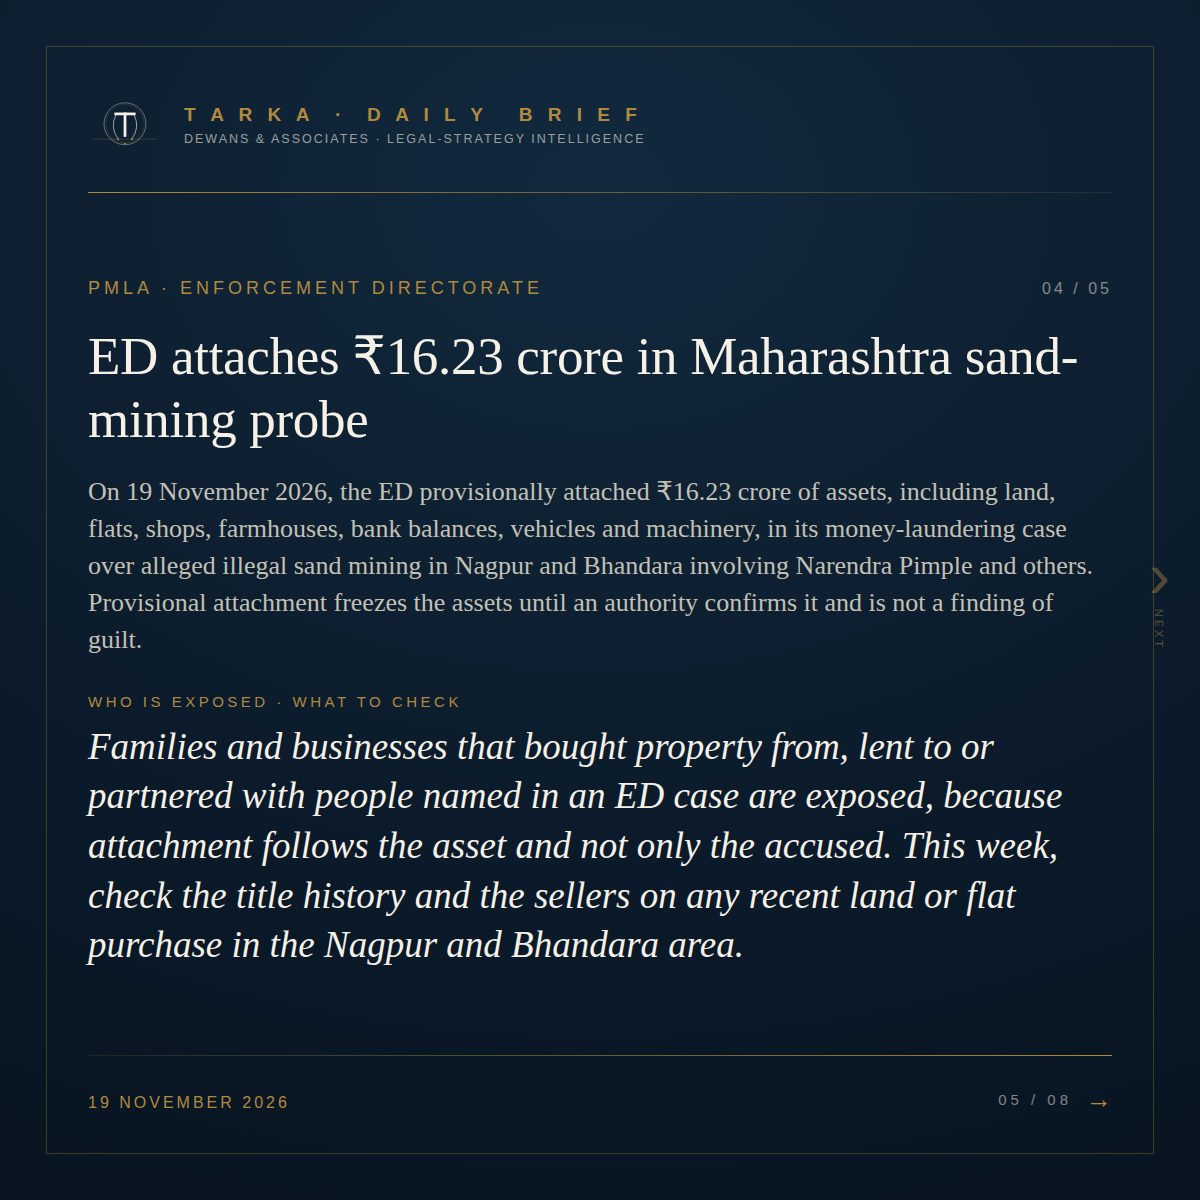 T
TARKA · DAILY BRIEF
DEWANS & ASSOCIATES · LEGAL-STRATEGY INTELLIGENCE
PMLA · ENFORCEMENT DIRECTORATE
04 / 05
ED attaches ₹16.23 crore in Maharashtra sand-
mining probe
On 19 November 2026, the ED provisionally attached ₹16.23 crore of assets, including land,
flats, shops, farmhouses, bank balances, vehicles and machinery, in its money-laundering case
over alleged illegal sand mining in Nagpur and Bhandara involving Narendra Pimple and others.
Provisional attachment freezes the assets until an authority confirms it and is not a finding of
guilt.
› NEXT
WHO IS EXPOSED · WHAT TO CHECK
Families and businesses that bought property from, lent to or
partnered with people named in an ED case are exposed, because
attachment follows the asset and not only the accused. This week,
check the title history and the sellers on any recent land or flat
purchase in the Nagpur and Bhandara area.
19 NOVEMBER 2026
05 / 08 →